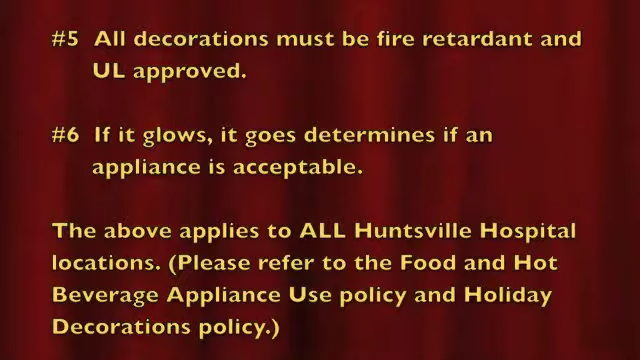 #5 All decorations must be fire retardant and
UL approved.
#6 If it glows, it goes determines if an
appliance is acceptable.
The above applies to ALL Huntsville Hospital
locations. (Please refer to the Food and Hot
Beverage Appliance Use policy and Holiday
Decorations policy.)